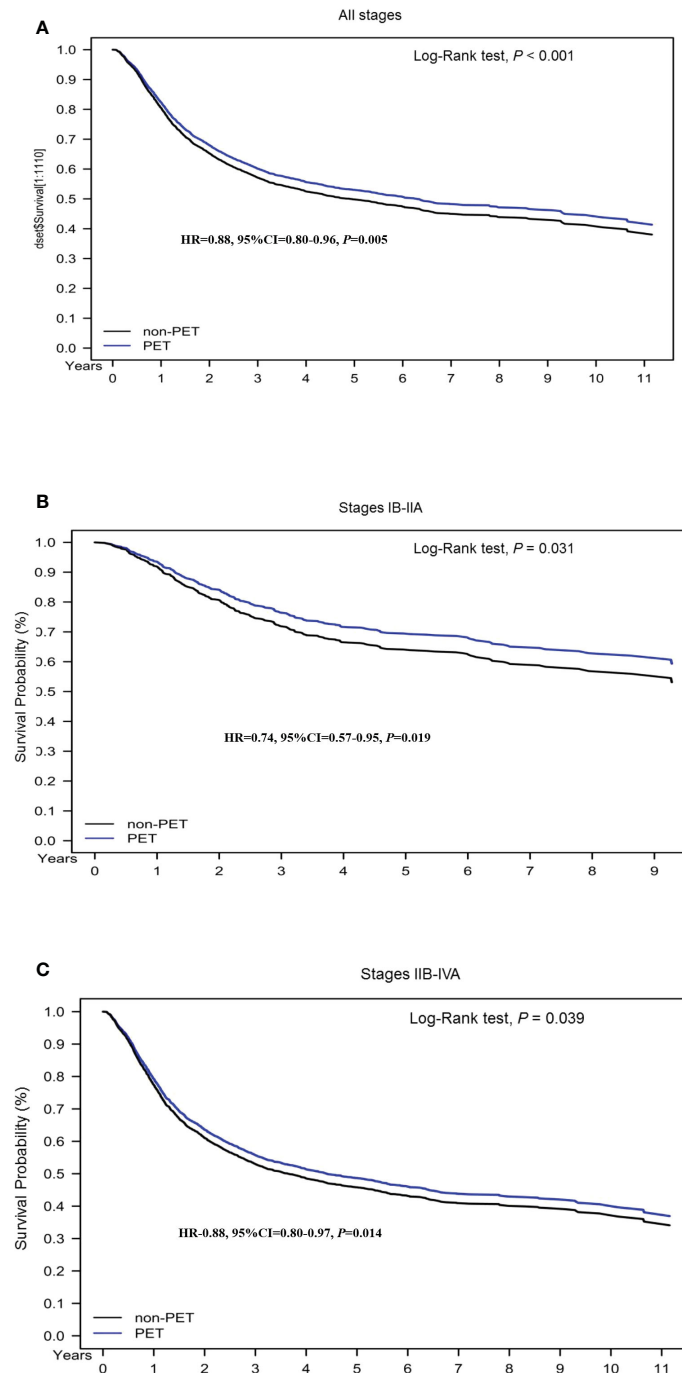 A
All stages
Log-Rank test, P < 0.001
dset$Survival[1:1110]
1.0
0.9
0.8
0.7
0.6
0.5
0.4
0.3
0.2
0.1
0.0
HR=0.88, 95%CI=0.80-0.96, P=0.005
non-PET
PET
Years
0 1 2 3 4 5 6 7 8 9 10 11
B
Stages IB-IIA
Log-Rank test, P = 0.031
Survival Probability (%)
1.0
0.9
0.8
0.7
0.6
0.5
0.4
0.3
0.2
0.1
0.0
HR=0.74, 95%CI=0.57-0.95, P=0.019
non-PET
PET
Years
0 1 2 3 4 5 6 7 8 9
C
Stages IIB-IVA
Log-Rank test, P = 0.039
Survival Probability (%)
1.0
0.9
0.8
0.7
0.6
0.5
0.4
0.3
0.2
0.1
0.0
HR-0.88, 95%CI=0.80-0.97, P=0.014
non-PET
PET
Years
0 1 2 3 4 5 6 7 8 9 10 11